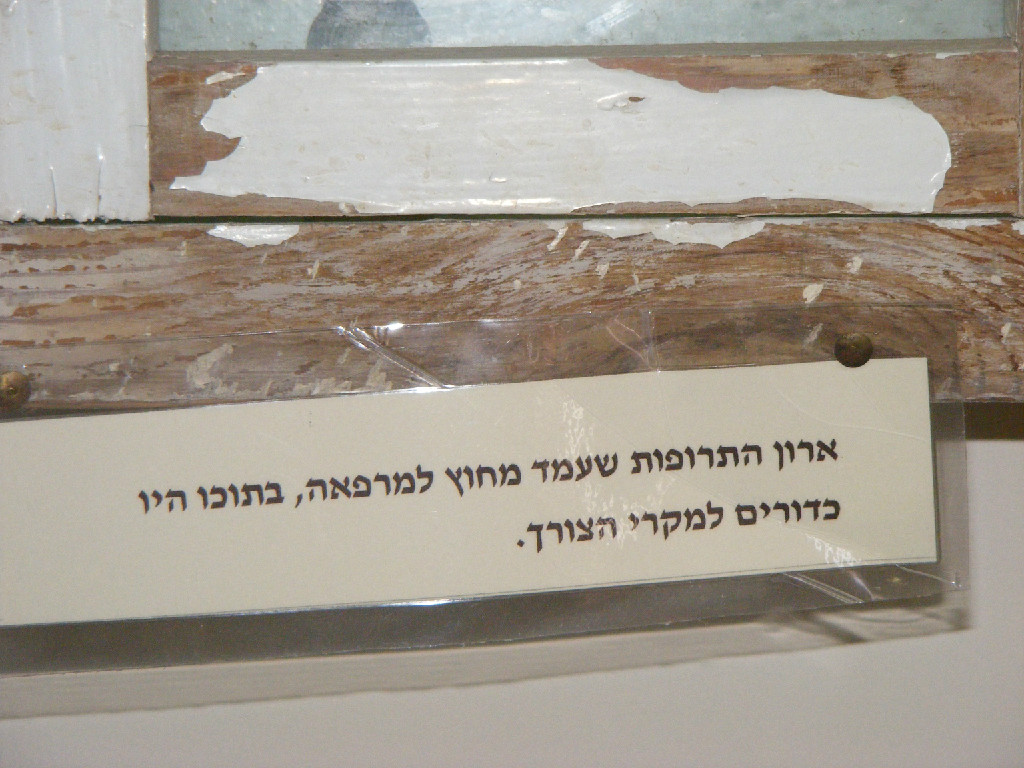 ארון התרופות שעמד מחוץ למרפאה, בתוכו היו
כדורים למקרי הצורך.